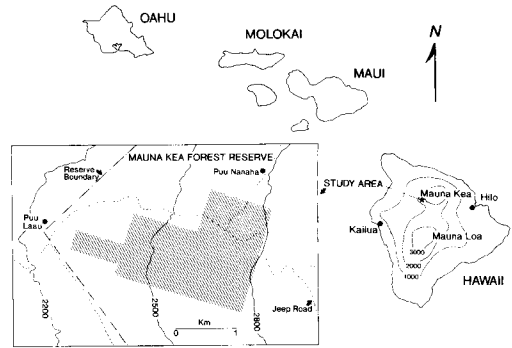 OAHU
MOLOKAI
MAUI
N
MAUNA KEA FOREST RESERVE
Reserve
Boundary
Puu Nanaha
STUDY AREA
Puu
Laau
Jeep Road
2200
2500
2800
Km
0 1
Mauna Kea
Hilo
Kailua
Mauna Loa
3000
2000
1000
HAWAII